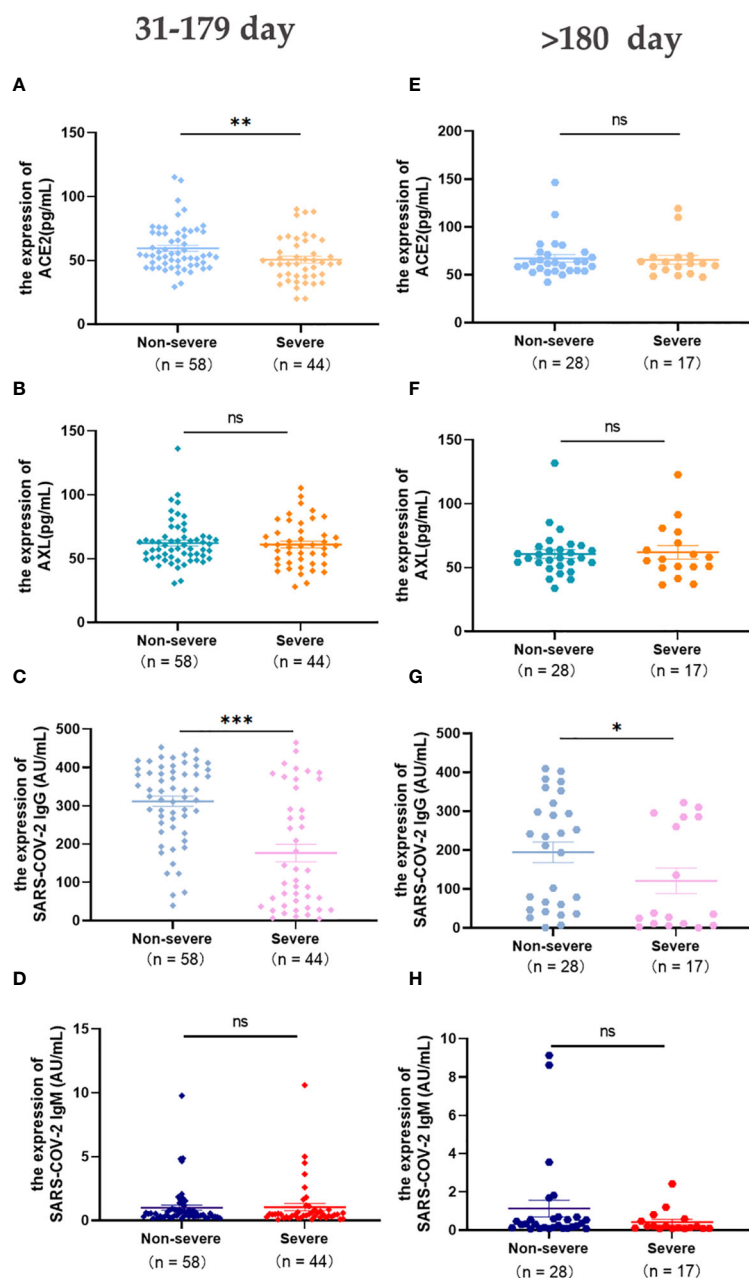 31-179 day
>180 day
A
the expression of
ACE2(pg/mL)
150
100
50
0
**
Non-severe
Severe
(n = 58)
(n = 44)
E
the expression of
ACE2(pg/mL)
200
150
100
50
0
ns
Non-severe
Severe
(n = 28)
(n = 17)
B
the expression of
AXL(pg/mL)
150
100
50
0
ns
Non-severe
Severe
(n = 58)
(n = 44)
F
the expression of
AXL(pg/mL)
150
100
50
0
ns
Non-severe
Severe
(n = 28)
(n = 17)
C
the expression of
SARS-COV-2 IgG (AU/mL)
500
400
300
200
100
0
***
Non-severe
Severe
(n = 58)
(n = 44)
G
the expression of
SARS-COV-2 IgG (AU/mL)
500
400
300
200
100
0
*
Non-severe
Severe
(n = 28)
(n = 17)
D
the expression of
SARS-COV-2 IgM (AU/mL)
15
10
5
0
ns
Non-severe
Severe
(n = 58)
(n = 44)
H
the expression of
SARS-COV-2 IgM (AU/mL)
10
8
6
4
2
0
ns
Non-severe
Severe
(n = 28)
(n = 17)